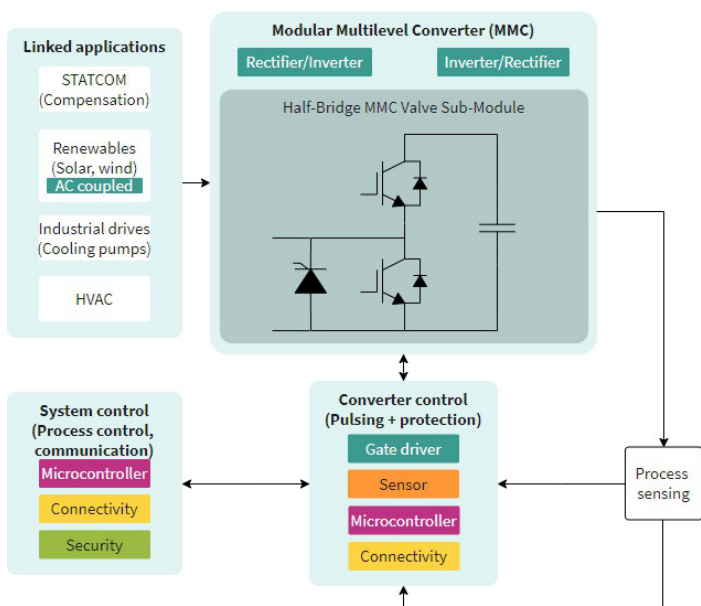 Linked applications
STATCOM
(Compensation)
Renewables
(Solar, wind)
AC coupled
Industrial drives
(Cooling pumps)
HVAC
Modular Multilevel Converter (MMC)
Rectifier/Inverter
Inverter/Rectifier
Half-Bridge MMC Valve Sub-Module
System control
(Process control,
communication)
Microcontroller
Connectivity
Security
Converter control
(Pulsing + protection)
Gate driver
Sensor
Microcontroller
Connectivity
Process
sensing